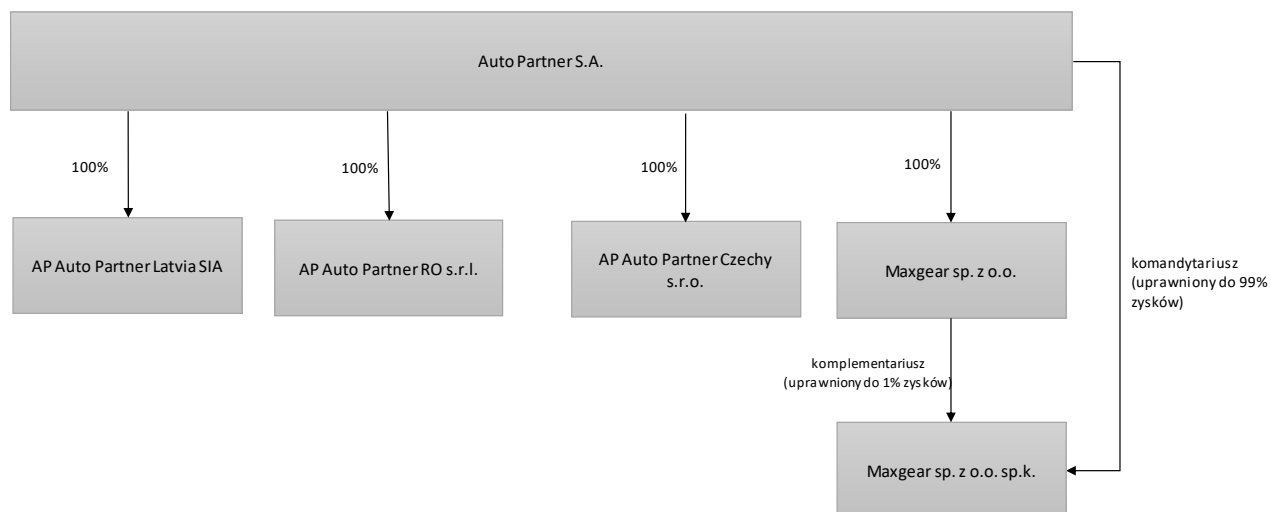 Auto Partner S.A.
100%
100%
100%
100%
AP Auto Partner Latvia SIA
AP Auto Partner RO s.r.l.
AP Auto Partner Czechy
s.r.o.
Maxgear sp. z o.o.
komandytariusz
(uprawniony do 99%
zysków)
komplementariusz
(uprawniony do 1% zysków)
Maxgear sp. z o.o. sp.k.